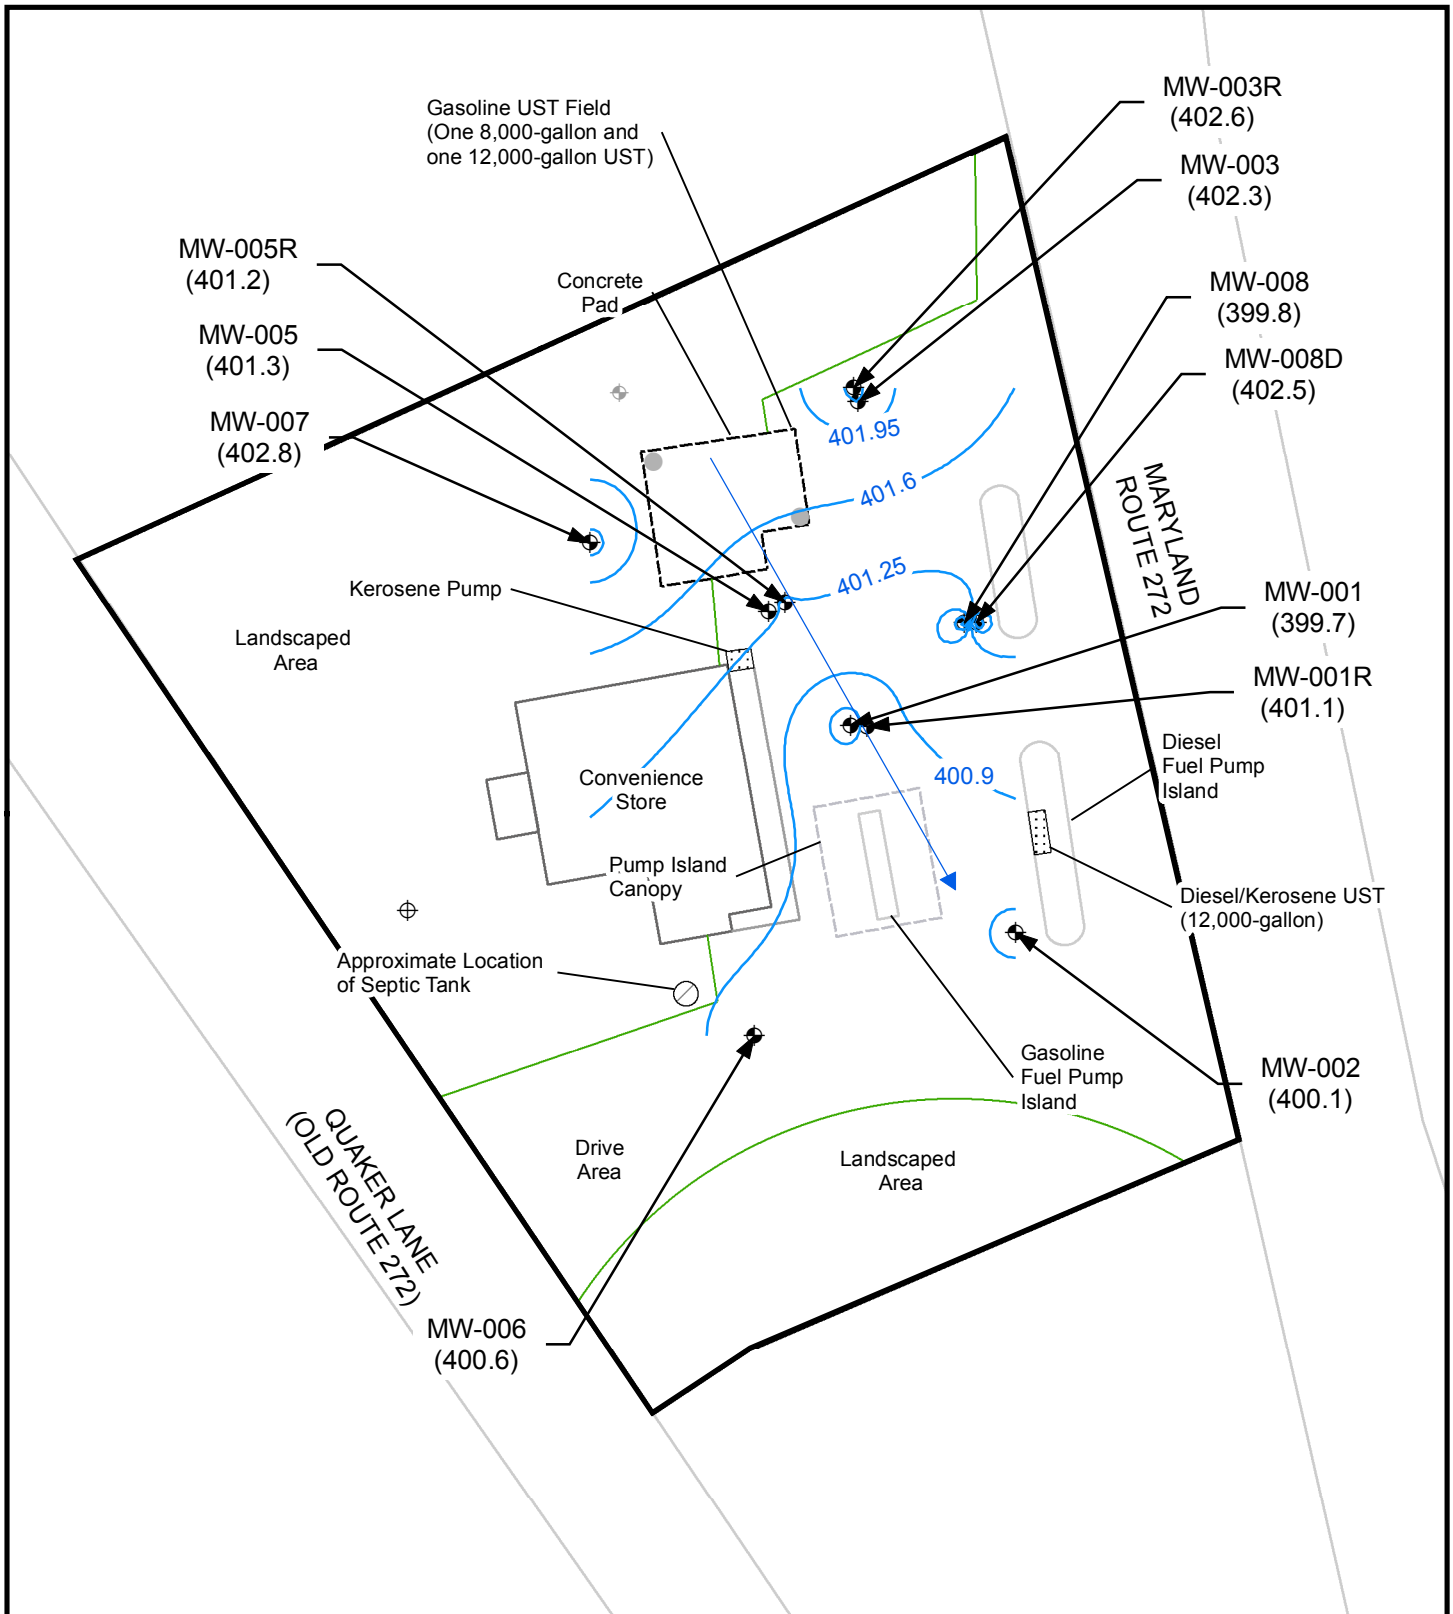 MW-003R
(402.6)
Gasoline UST Field
(One 8,000-gallon and
one 12,000-gallon UST)
MW-003
(402.3)
MW-005R
(401.2)
Concrete
Pad
MW-008
(399.8)
MW-005
(401.3)
MW-008D
(402.5)
MW-007
(402.8)
401.95
401.6
MARYLAND
ROUTE 272
401.25
Kerosene Pump
MW-001
(399.7)
Landscaped
Area
MW-001R
(401.1)
Diesel
Fuel Pump
Island
400.9
Convenience
Store
Pump Island
Canopy
Diesel/Kerosene UST
(12,000-gallon)
Approximate Location
of Septic Tank
Gasoline
Fuel Pump
Island
MW-002
(400.1)
QUAKER LANE
(OLD ROUTE 272)
Drive
Area
Landscaped
Area
MW-006
(400.6)